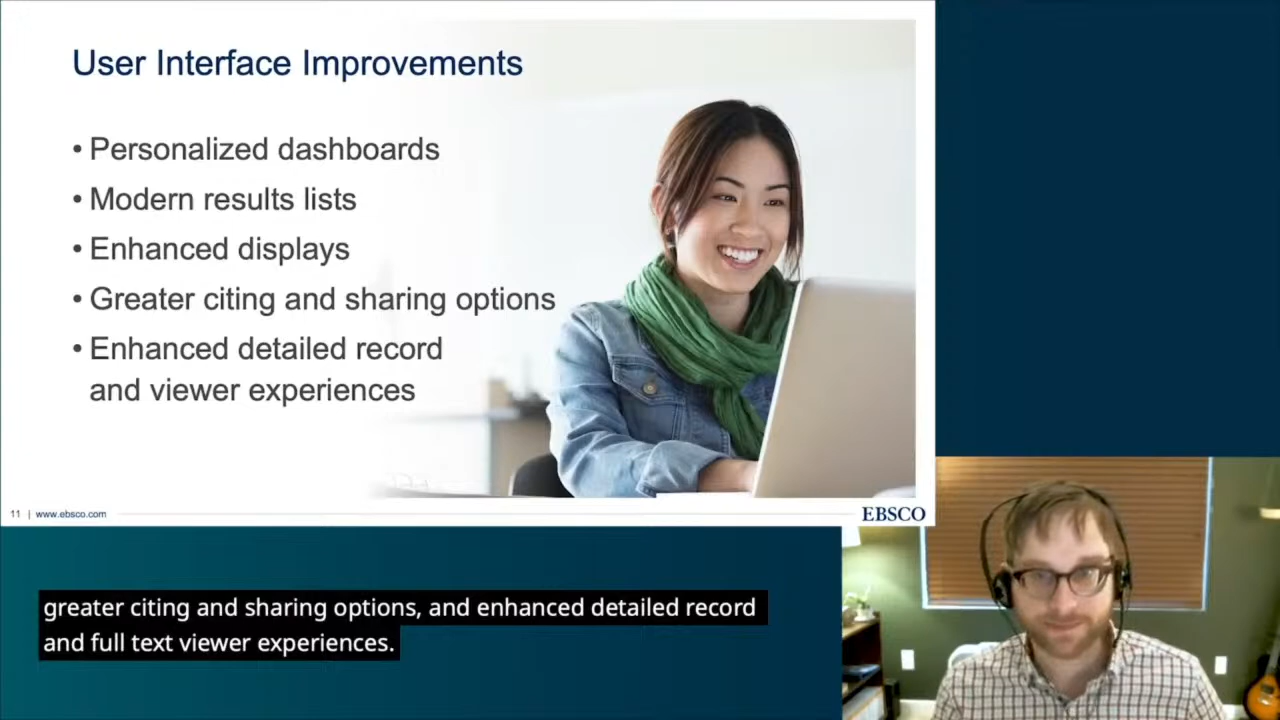 User Interface Improvements
• Personalized dashboards
• Modern results lists
• Enhanced displays
• Greater citing and sharing options
• Enhanced detailed record
and viewer experiences
11 | www.ebsco.com
EBSCO
greater citing and sharing options, and enhanced detailed record
and full text viewer experiences.